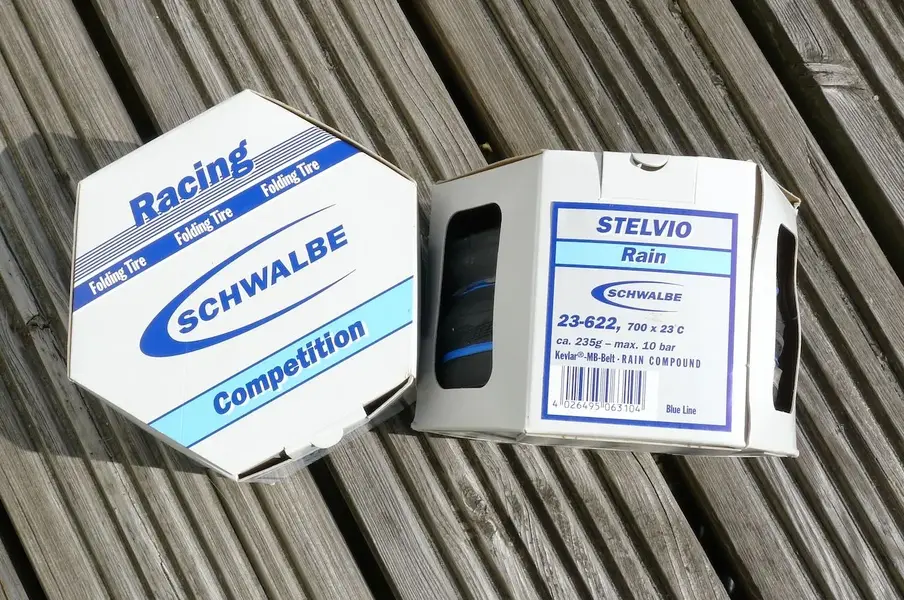 Racing
Folding Tire Folding Tire Folding Tire
SCHWALBE
Competition
STELVIO
Rain
SCHWALBE
23-622, 700 x 23 C
ca. 235g – max. 10 bar
Kevlar®-MB-Belt · RAIN COMPOUND
4 026495 063104
Blue Line